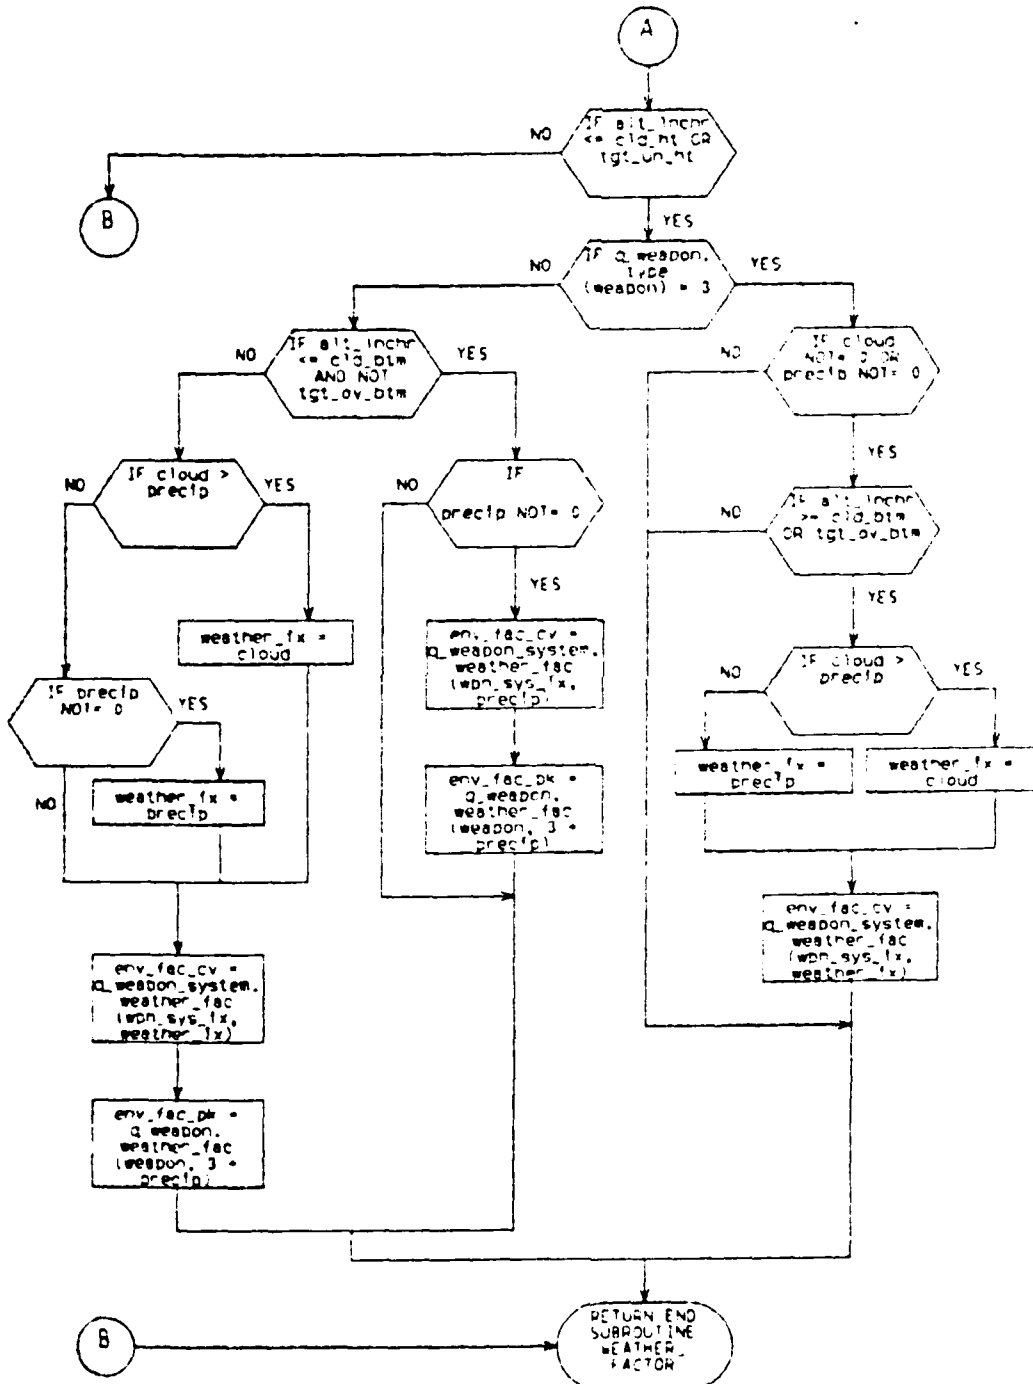 A
IF alt_lnchr
<= cld_ht OR
tgt_un_ht
NO
YES
B
IF q_weapon.
type
(weapon) = 3
NO
YES
IF alt_lnchr
<= cld_btm
AND NOT
tgt_ov_btm
NO
YES
IF cloud
NOT= 0 OR
precip NOT= 0
NO
YES
IF cloud >
precip
NO
YES
IF
precip NOT= 0
NO
YES
IF alt_lnchr
>= cld_btm
OR tgt_ov_btm
NO
YES
weather_fx =
cloud
env_fac_cv =
q_weapon_system.
weather_fac
(wpn_sys_fx,
precip)
IF cloud >
precip
NO
YES
IF precip
NOT= 0
YES
NO
weather_fx =
precip
env_fac_pk =
q_weapon.
weather_fac
(weapon, 3 +
precip)
weather_fx =
precip
weather_fx =
cloud
env_fac_cv =
q_weapon_system.
weather_fac
(wpn_sys_fx,
weather_fx)
env_fac_cv =
q_weapon_system.
weather_fac
(wpn_sys_fx,
weather_fx)
env_fac_pk =
q_weapon.
weather_fac
(weapon, 3 +
precip)
B
RETURN END
SUBROUTINE
WEATHER_
FACTOR